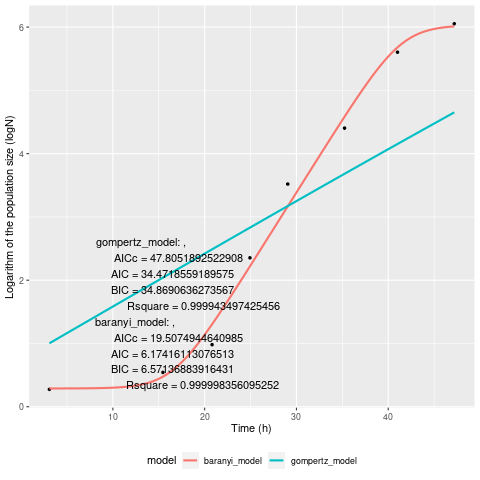 6
4
2
0
Logarithm of the population size (logN)
gompertz_model: ,
AICc = 47.8051892522908
AIC = 34.4718559189575
BIC = 34.8690636273567
Rsquare = 0.999943497425456
baranyi_model: ,
AICc = 19.5074944640985
AIC = 6.17416113076513
BIC = 6.57136883916431
Rsquare = 0.999998356095252
10 20 30 40
Time (h)
model baranyi_model gompertz_model